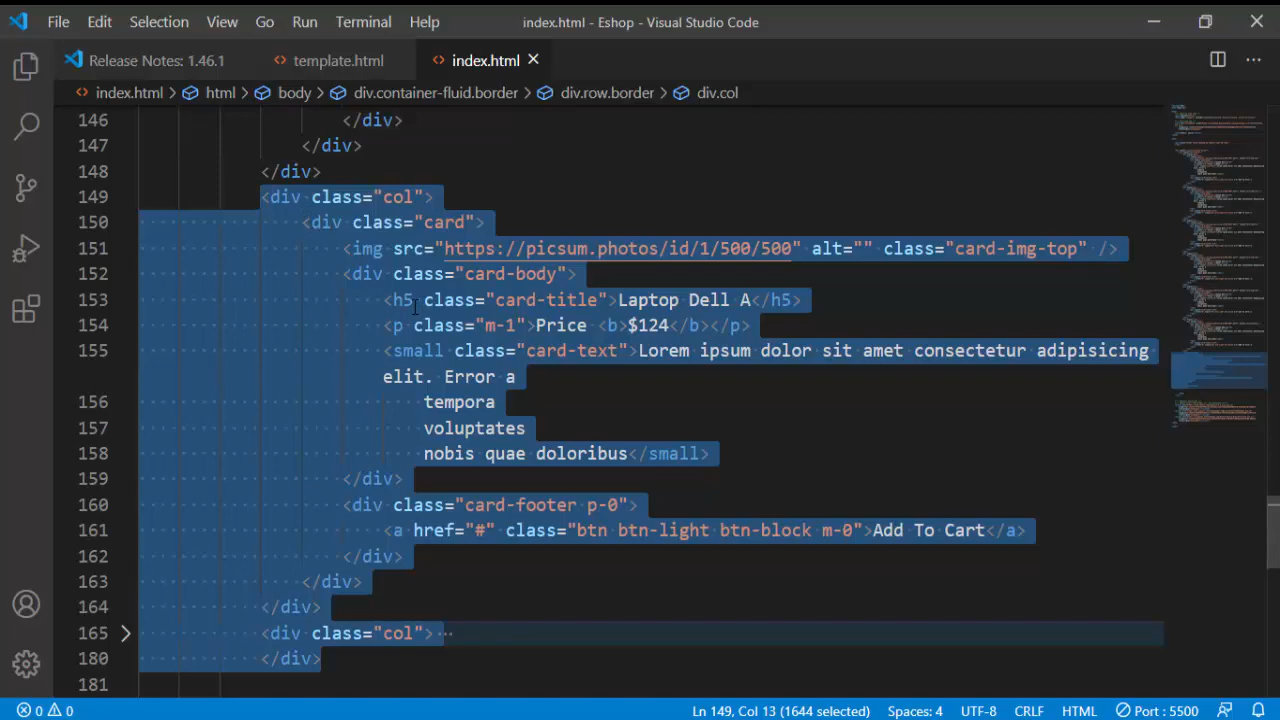 File Edit Selection View Go Run Terminal Help index.html - Eshop - Visual Studio Code
Release Notes: 1.46.1 <> template.html <> index.html
<> index.html > html > body > div.container-fluid.border > div.row.border > div.col
146 </div>
147 </div>
148 </div>
149 <div class="col">
150 <div class="card">
151 <img src="https://picsum.photos/id/1/500/500" alt="" class="card-img-top" />
152 <div class="card-body">
153 <h5 class="card-title">Laptop Dell A</h5>
154 <p class="m-1">Price <b>$124</b></p>
155 <small class="card-text">Lorem ipsum dolor sit amet consectetur adipisicing
elit. Error a
156 tempora
157 voluptates
158 nobis quae doloribus</small>
159 </div>
160 <div class="card-footer p-0">
161 <a href="#" class="btn btn-light btn-block m-0">Add To Cart</a>
162 </div>
163 </div>
164 </div>
165 <div class="col">
180 </div>
181
0 0 Ln 149, Col 13 (1644 selected) Spaces: 4 UTF-8 CRLF HTML Port : 5500